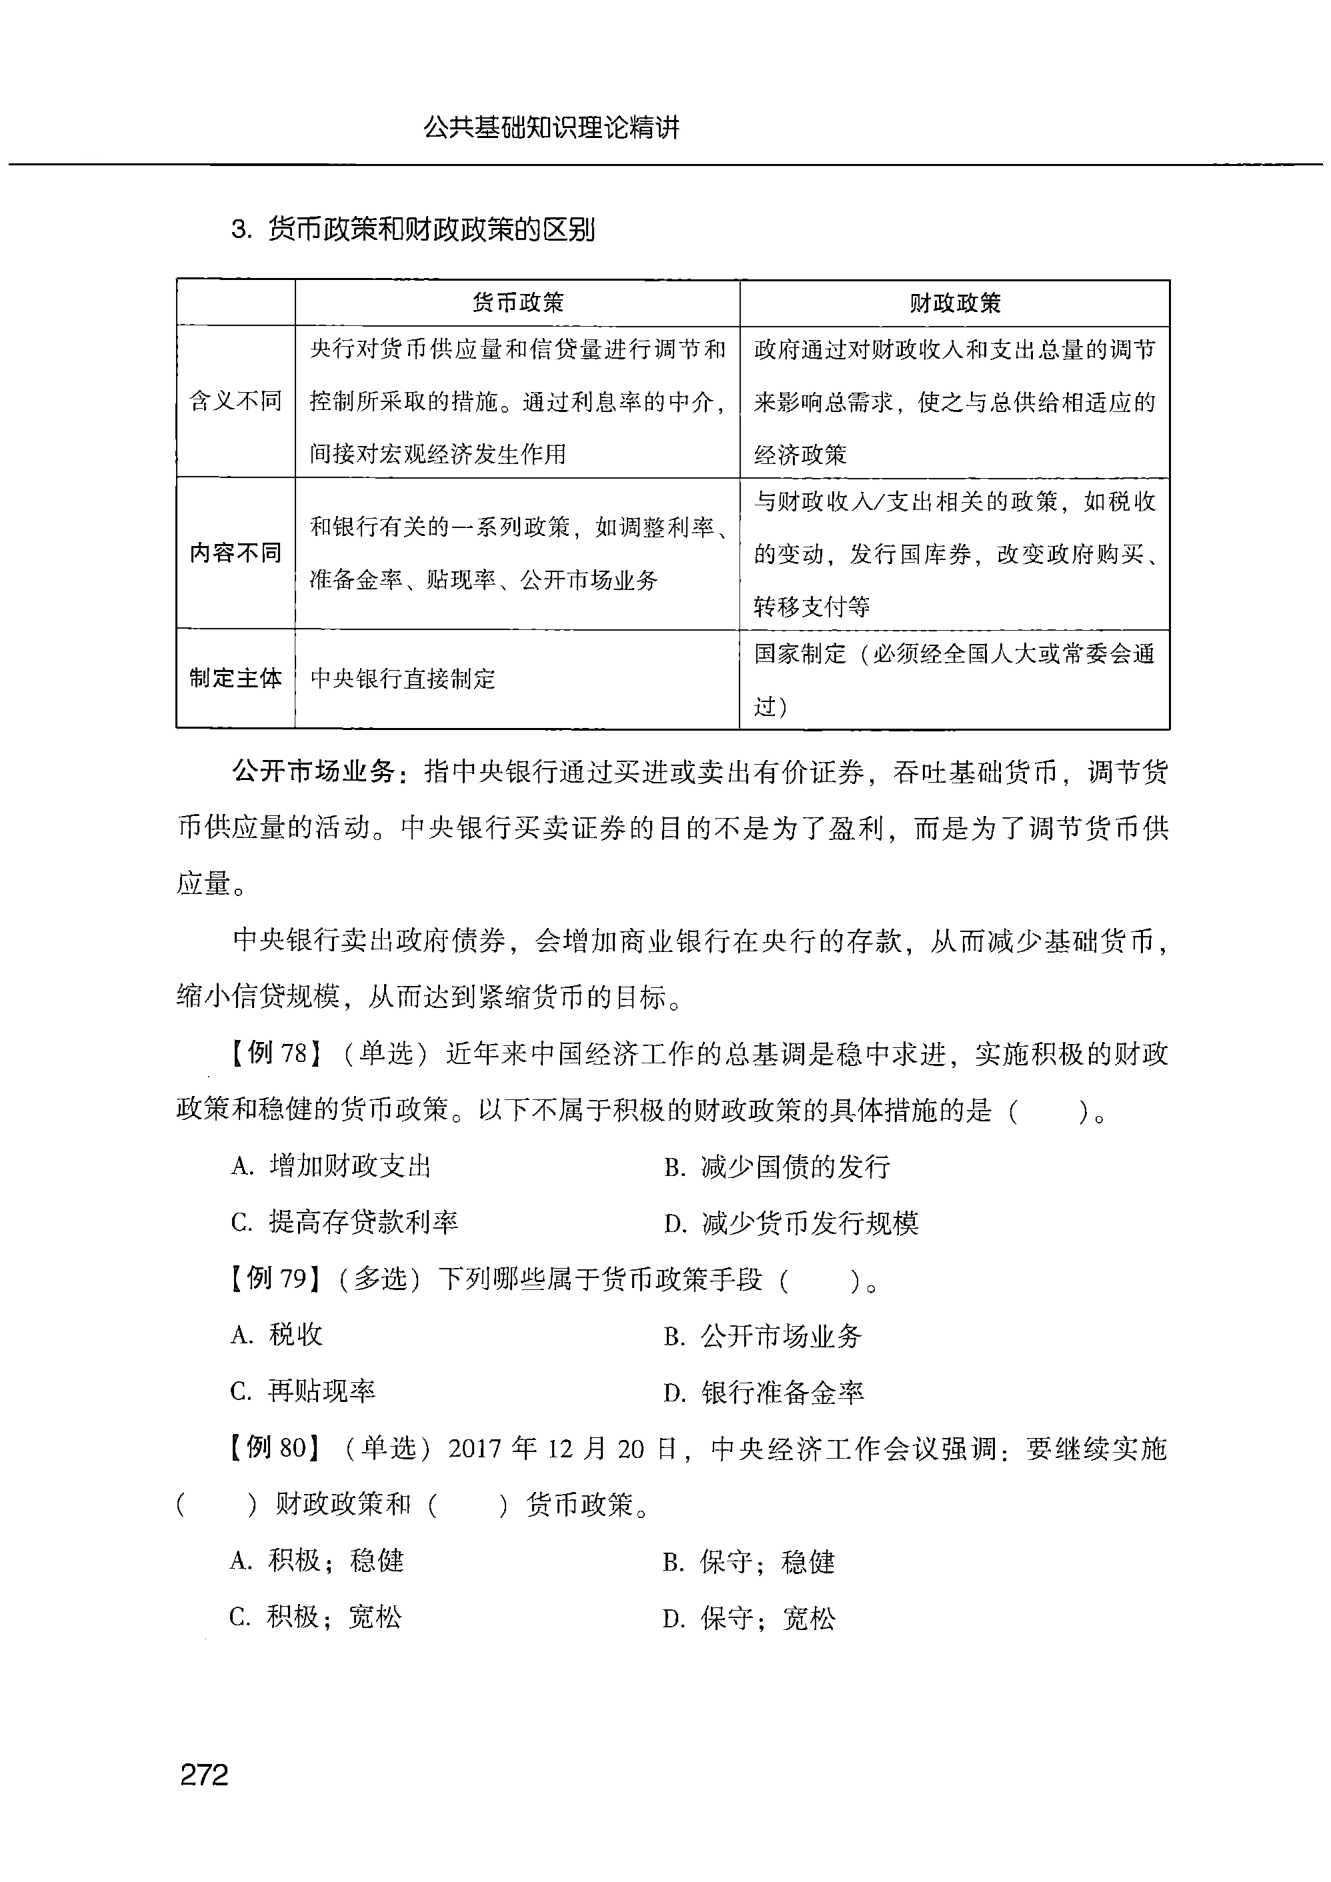 公共基础知识理论精讲
3. 货币政策和财政政策的区别
货币政策 财政政策
含义不同
央行对货币供应量和信贷量进行调节和
控制所采取的措施。通过利息率的中介，
间接对宏观经济发生作用
政府通过对财政收入和支出总量的调节
来影响总需求，使之与总供给相适应的
经济政策
内容不同
和银行有关的一系列政策，如调整利率、
准备金率、贴现率、公开市场业务
与财政收入/支出相关的政策，如税收
的变动，发行国库券，改变政府购买、
转移支付等
制定主体
中央银行直接制定
国家制定（必须经全国人大或常委会通
过）
公开市场业务：指中央银行通过买进或卖出有价证券，吞吐基础货币，调节货
币供应量的活动。中央银行买卖证券的目的不是为了盈利，而是为了调节货币供
应量。
中央银行卖出政府债券，会增加商业银行在央行的存款，从而减少基础货币，
缩小信贷规模，从而达到紧缩货币的目标。
【例 78】（单选）近年来中国经济工作的总基调是稳中求进，实施积极的财政
政策和稳健的货币政策。以下不属于积极的财政政策的具体措施的是（　　）。
A. 增加财政支出 B. 减少国债的发行
C. 提高存贷款利率 D. 减少货币发行规模
【例 79】（多选）下列哪些属于货币政策手段（　　）。
A. 税收 B. 公开市场业务
C. 再贴现率 D. 银行准备金率
【例 80】（单选）2017 年 12 月 20 日，中央经济工作会议强调：要继续实施
（　　）财政政策和（　　）货币政策。
A. 积极；稳健 B. 保守；稳健
C. 积极；宽松 D. 保守；宽松
272